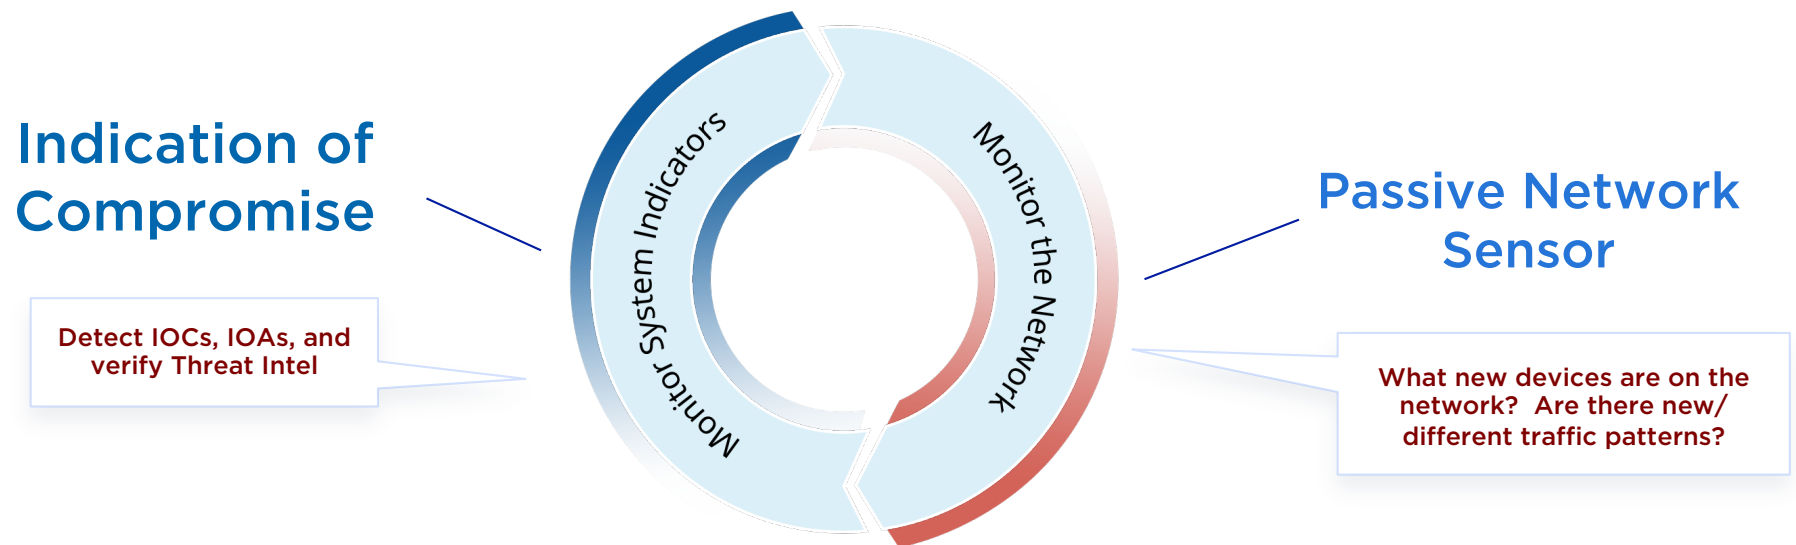 Indication of
Compromise
Detect IOCs, IOAs, and
verify Threat Intel
Monitor System Indicators
Monitor the Network
Passive Network
Sensor
What new devices are on the
network?  Are there new/
different traffic patterns?